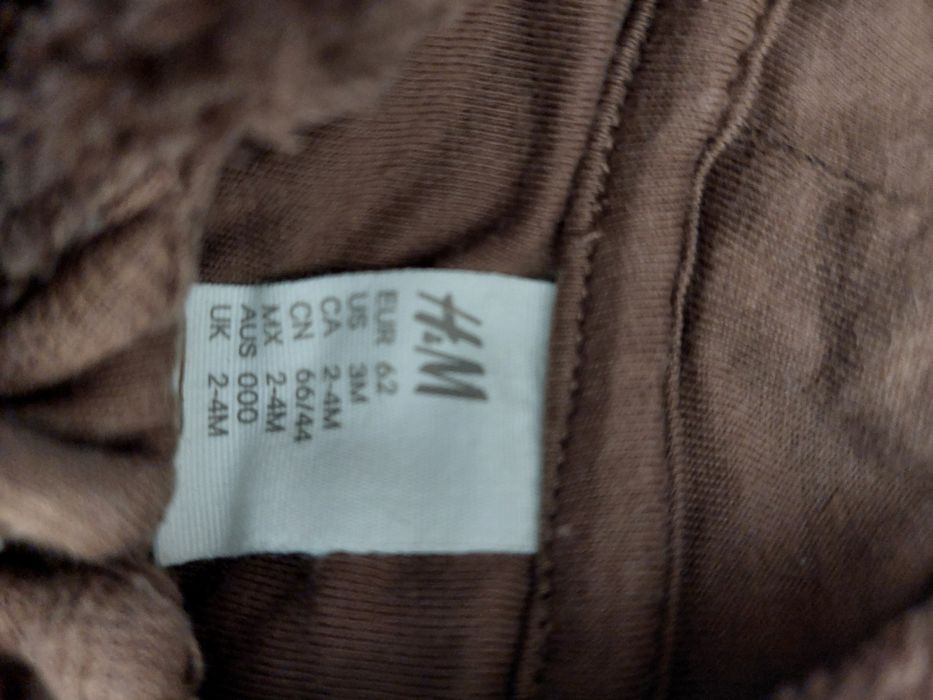 H&M
EUR 62
US 3M
CA 2-4M
CN 66/44
MX 2-4M
AUS 000
UK 2-4M